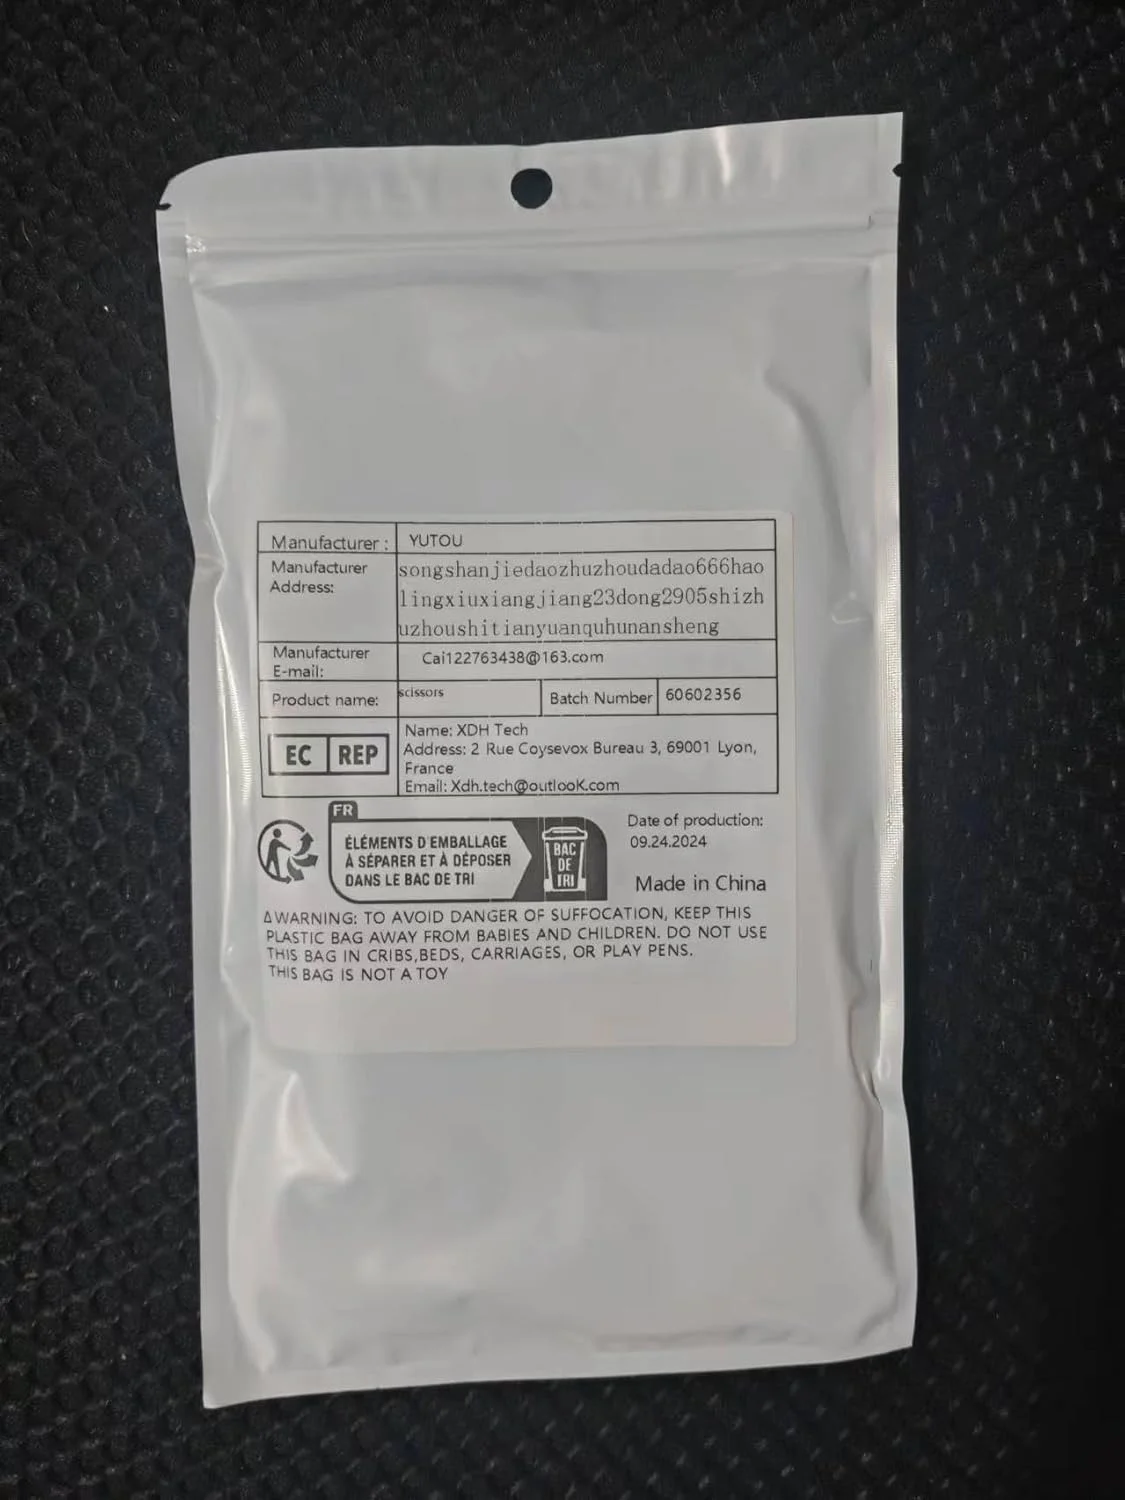 Manufacturer : YUTOU
Manufacturer
Address:
songshanjiedaozhuzhoudadao666hao
lingxiuxiangjiang23dong2905shizh
uzhoushitianyuanquhunansheng
Manufacturer
E-mail:
Cai122763438@163.com
Product name: scissors Batch Number 60602356
EC REP
Name: XDH Tech
Address: 2 Rue Coysevox Bureau 3, 69001 Lyon,
France
Email: Xdh.tech@outlooK.com
FR
ÉLÉMENTS D'EMBALLAGE
À SÉPARER ET À DÉPOSER
DANS LE BAC DE TRI
BAC
DE
TRI
Date of production:
09.24.2024
Made in China
⚠WARNING: TO AVOID DANGER OF SUFFOCATION, KEEP THIS
PLASTIC BAG AWAY FROM BABIES AND CHILDREN. DO NOT USE
THIS BAG IN CRIBS,BEDS, CARRIAGES, OR PLAY PENS.
THIS BAG IS NOT A TOY